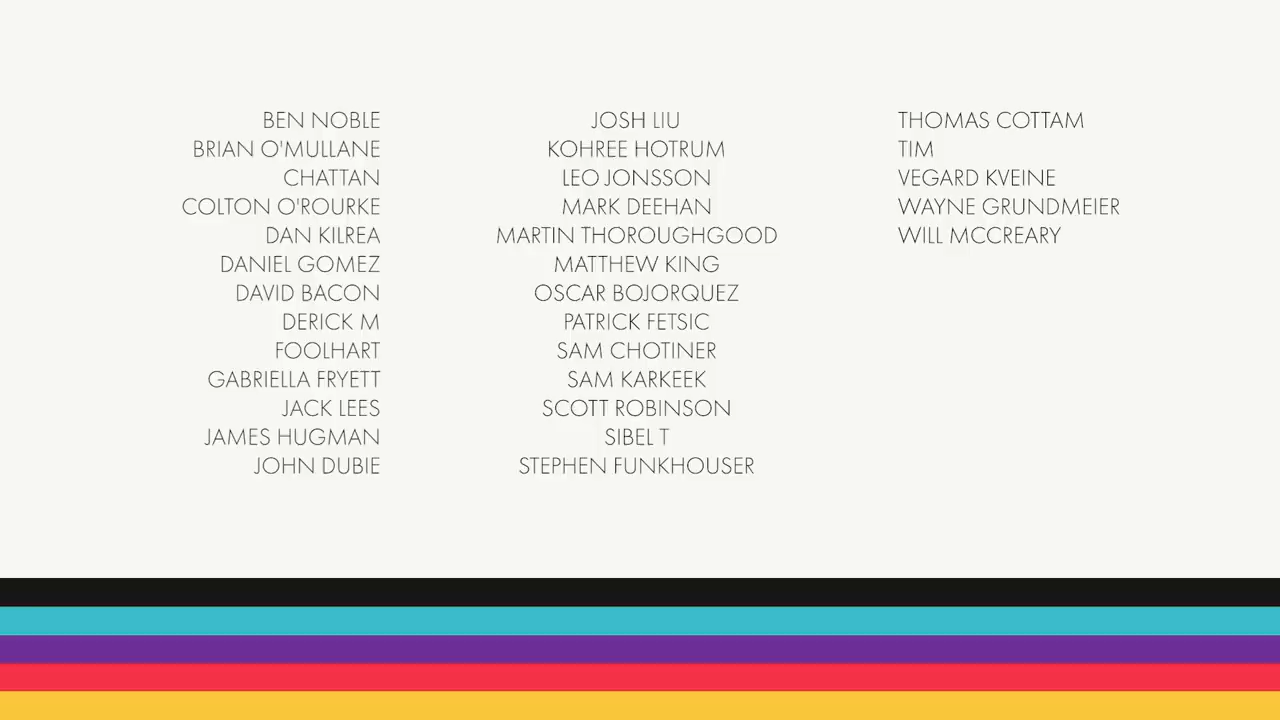 BEN NOBLE
BRIAN O'MULLANE
CHATTAN
COLTON O'ROURKE
DAN KILREA
DANIEL GOMEZ
DAVID BACON
DERICK M
FOOLHART
GABRIELLA FRYETT
JACK LEES
JAMES HUGMAN
JOHN DUBIE
JOSH LIU
KOHREE HOTRUM
LEO JONSSON
MARK DEEHAN
MARTIN THOROUGHGOOD
MATTHEW KING
OSCAR BOJORQUEZ
PATRICK FETSIC
SAM CHOTINER
SAM KARKEEK
SCOTT ROBINSON
SIBEL T
STEPHEN FUNKHOUSER
THOMAS COTTAM
TIM
VEGARD KVEINE
WAYNE GRUNDMEIER
WILL MCCREARY